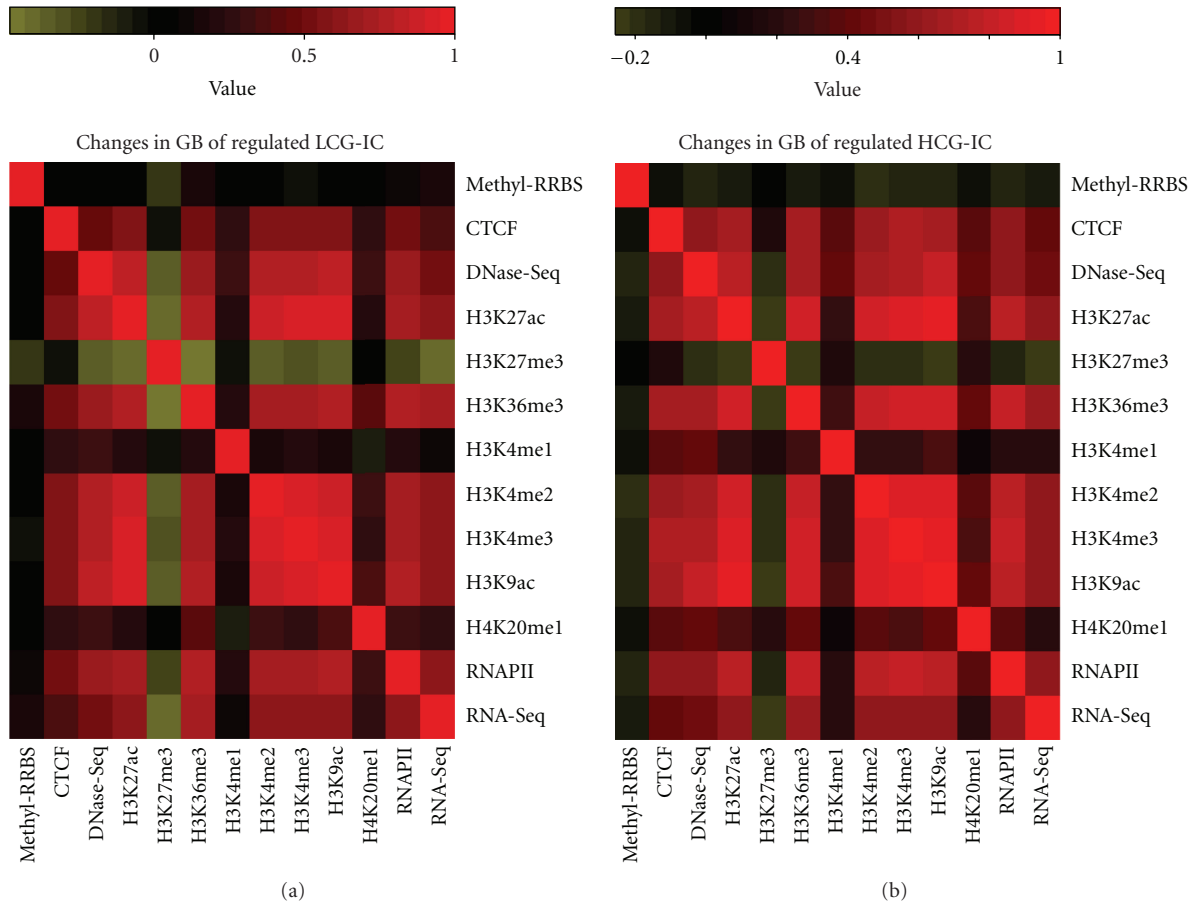 0 0.5 1
Value
Changes in GB of regulated LCG-IC
Methyl-RRBS
CTCF
DNase-Seq
H3K27ac
H3K27me3
H3K36me3
H3K4me1
H3K4me2
H3K4me3
H3K9ac
H4K20me1
RNAPII
RNA-Seq
Methyl-RRBS
CTCF
DNase-Seq
H3K27ac
H3K27me3
H3K36me3
H3K4me1
H3K4me2
H3K4me3
H3K9ac
H4K20me1
RNAPII
RNA-Seq
(a)
−0.2 0.4 1
Value
Changes in GB of regulated HCG-IC
Methyl-RRBS
CTCF
DNase-Seq
H3K27ac
H3K27me3
H3K36me3
H3K4me1
H3K4me2
H3K4me3
H3K9ac
H4K20me1
RNAPII
RNA-Seq
Methyl-RRBS
CTCF
DNase-Seq
H3K27ac
H3K27me3
H3K36me3
H3K4me1
H3K4me2
H3K4me3
H3K9ac
H4K20me1
RNAPII
RNA-Seq
(b)